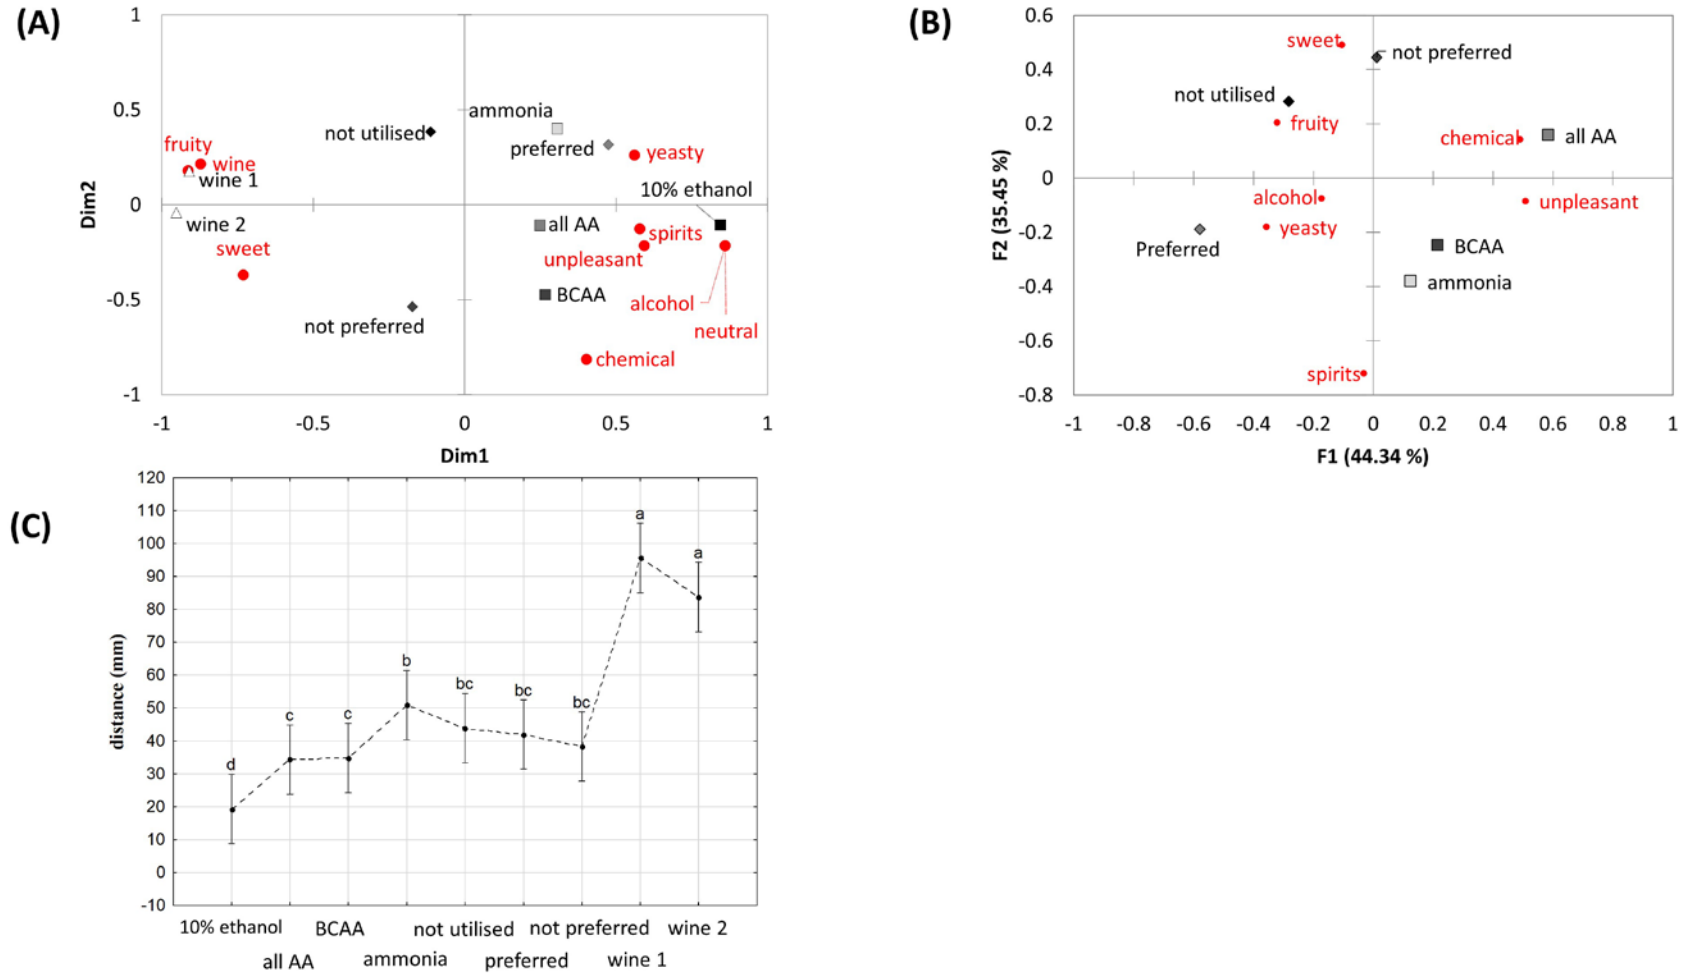 (A)
1
0.5
0
-0.5
-1
Dim2
-1
-0.5
0
0.5
1
Dim1
fruity
wine
wine 1
wine 2
sweet
not utilised
not preferred
ammonia
preferred
yeasty
10% ethanol
all AA
spirits
unpleasant
BCAA
alcohol
neutral
chemical
(B)
0.6
0.4
0.2
0
-0.2
-0.4
-0.6
-0.8
F2 (35.45 %)
-1
-0.8
-0.6
-0.4
-0.2
0
0.2
0.4
0.6
0.8
1
F1 (44.34 %)
sweet
not preferred
not utilised
fruity
chemical
all AA
alcohol
unpleasant
yeasty
Preferred
BCAA
ammonia
spirits
(C)
120
110
100
90
80
70
60
50
40
30
20
10
0
-10
distance (mm)
d
c
c
b
bc
bc
bc
a
a
10% ethanol
all AA
BCAA
ammonia
not utilised
preferred
not preferred
wine 1
wine 2